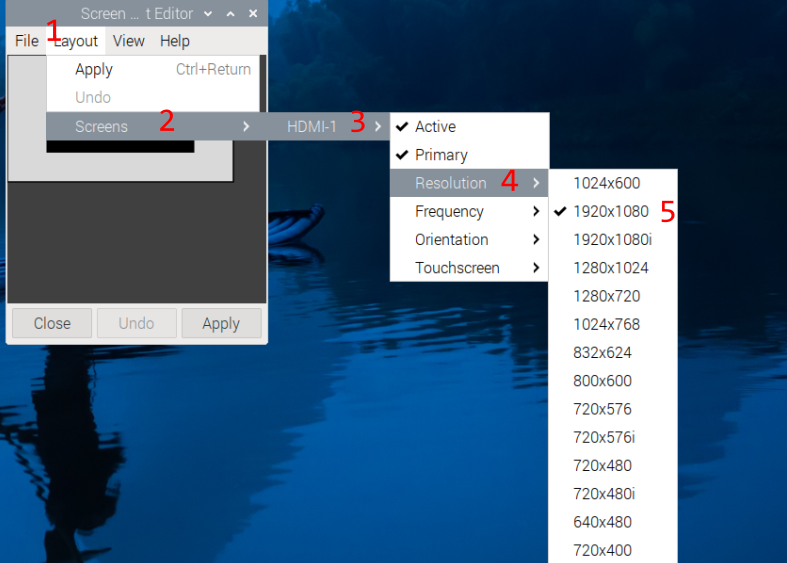 Screen ... t Editor
File Layout View Help
1
Apply Ctrl+Return
Undo
Screens 2
HDMI-1 3
Active
Primary
Resolution 4
Frequency
Orientation
Touchscreen
1024x600
1920x1080 5
1920x1080i
1280x1024
1280x720
1024x768
832x624
800x600
720x576
720x576i
720x480
720x480i
640x480
720x400
Close Undo Apply